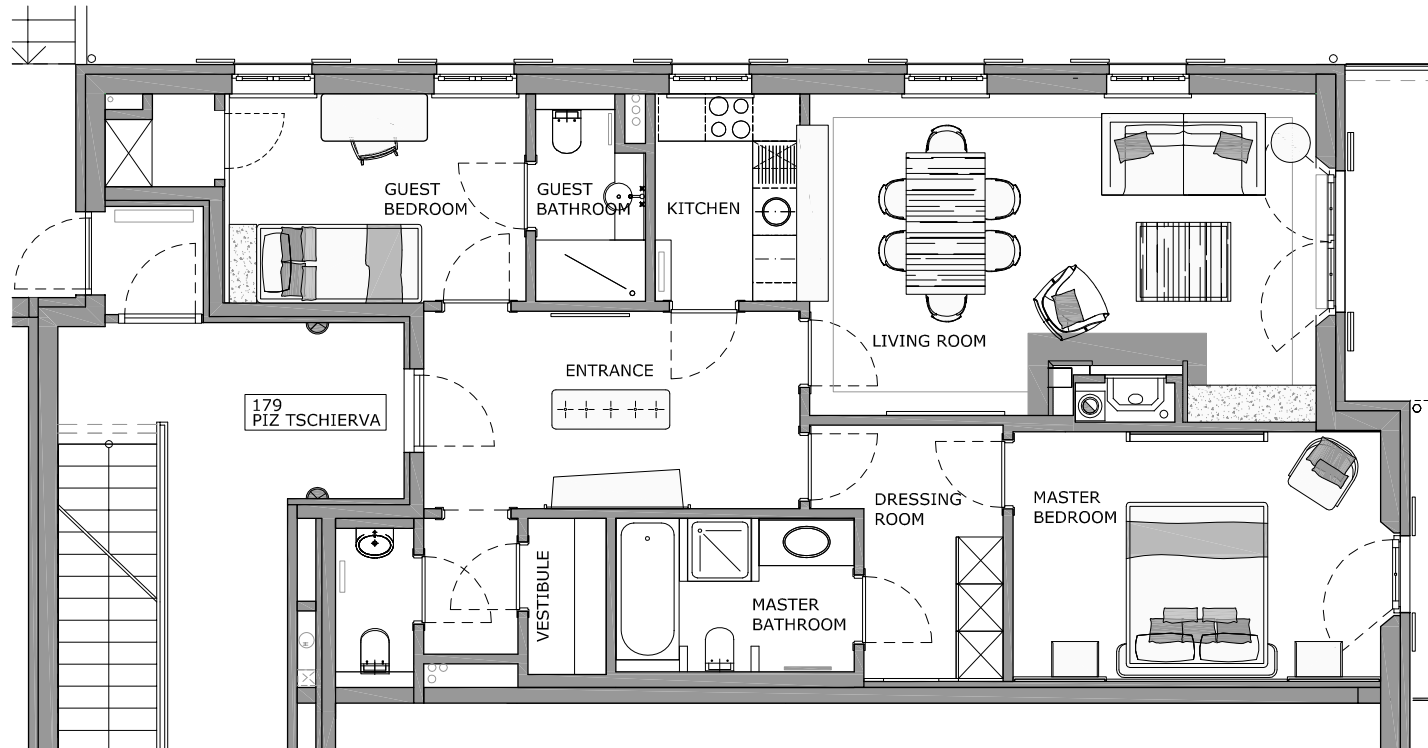 GUEST
BEDROOM
GUEST
BATHROOM
KITCHEN
LIVING ROOM
ENTRANCE
179
PIZ TSCHIERVA
DRESSING
ROOM
MASTER
BEDROOM
VESTIBULE
MASTER
BATHROOM